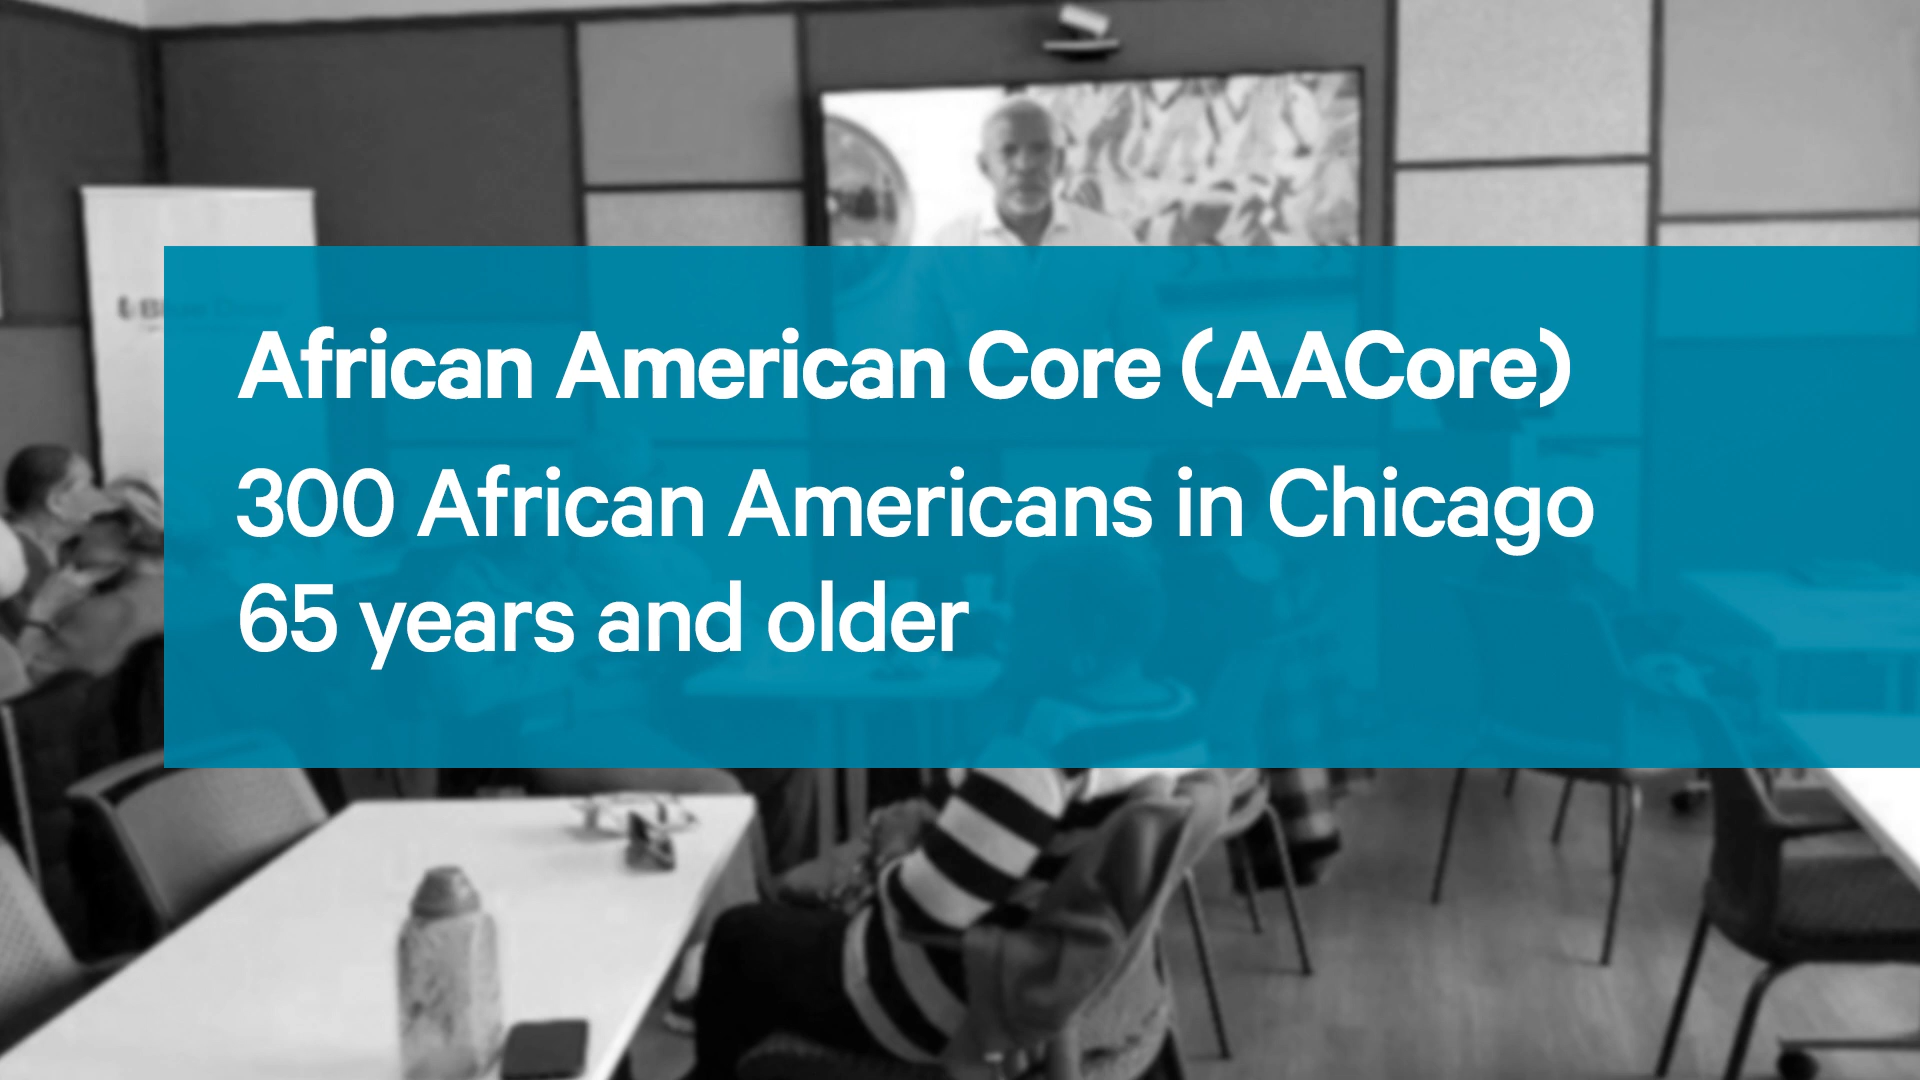 African American Core (AACore)
300 African Americans in Chicago
65 years and older